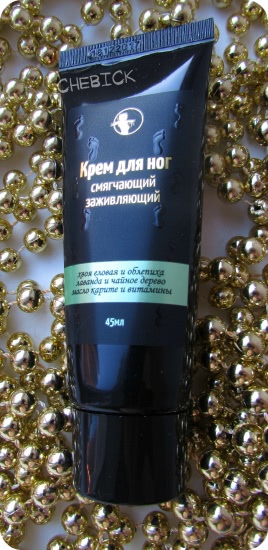 CHEBICK
Крем для ног
смягчающий
заживляющий
хвоя еловая и облепиха
лаванда и чайное дерево
масло карите и витамины
45мл